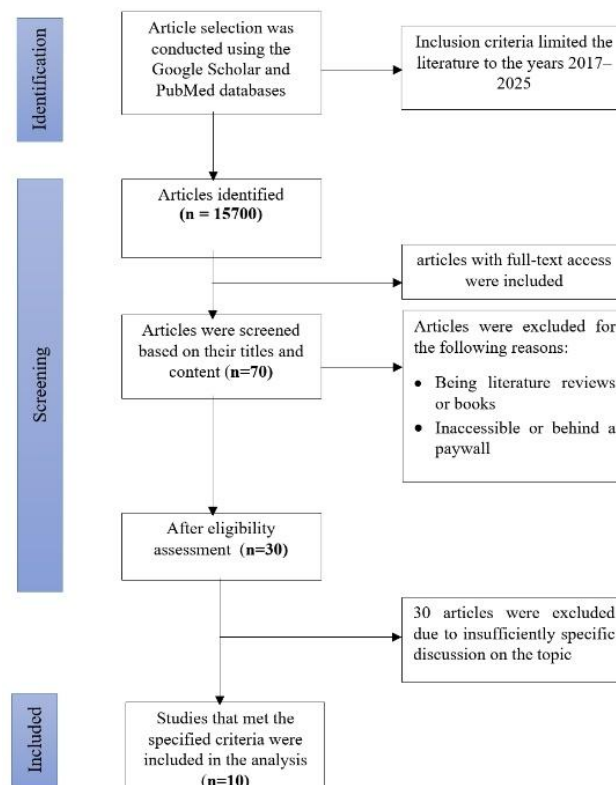 Identification
Article selection was
conducted using the
Google Scholar and
PubMed databases
Inclusion criteria limited the
literature to the years 2017–
2025
Screening
Articles identified
(n = 15700)
articles with full-text access
were included
Articles were screened
based on their titles and
content (n=70)
Articles were excluded for
the following reasons:
• Being literature reviews
or books
• Inaccessible or behind a
paywall
After eligibility
assessment (n=30)
30 articles were excluded
due to insufficiently specific
discussion on the topic
Included
Studies that met the
specified criteria were
included in the analysis
(n=10)